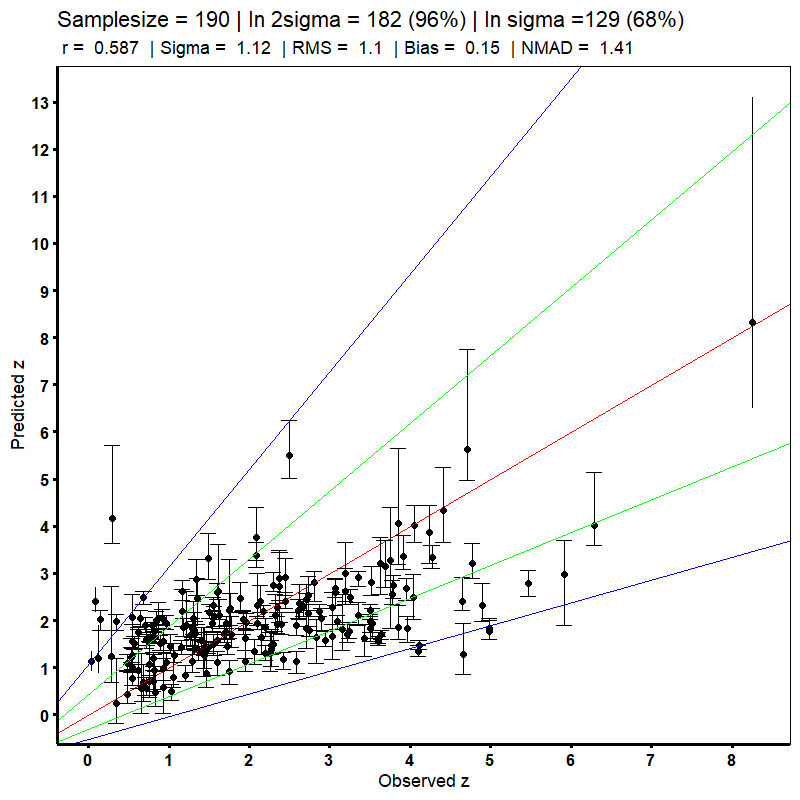 Samplesize = 190 | In 2sigma = 182 (96%) | In sigma =129 (68%)
r = 0.587 | Sigma = 1.12 | RMS = 1.1 | Bias = 0.15 | NMAD = 1.41
13
12
11
10
9
8
7
6
5
4
3
2
1
0
Predicted z
0 1 2 3 4 5 6 7 8
Observed z